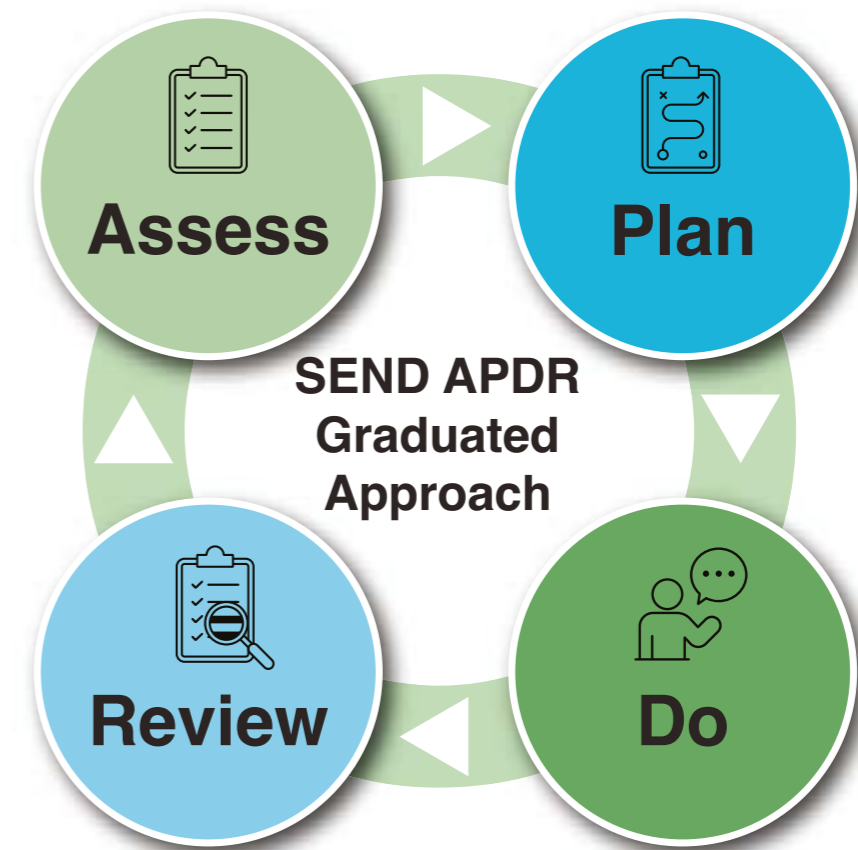 Assess
Plan
SEND APDR
Graduated
Approach
Review
Do